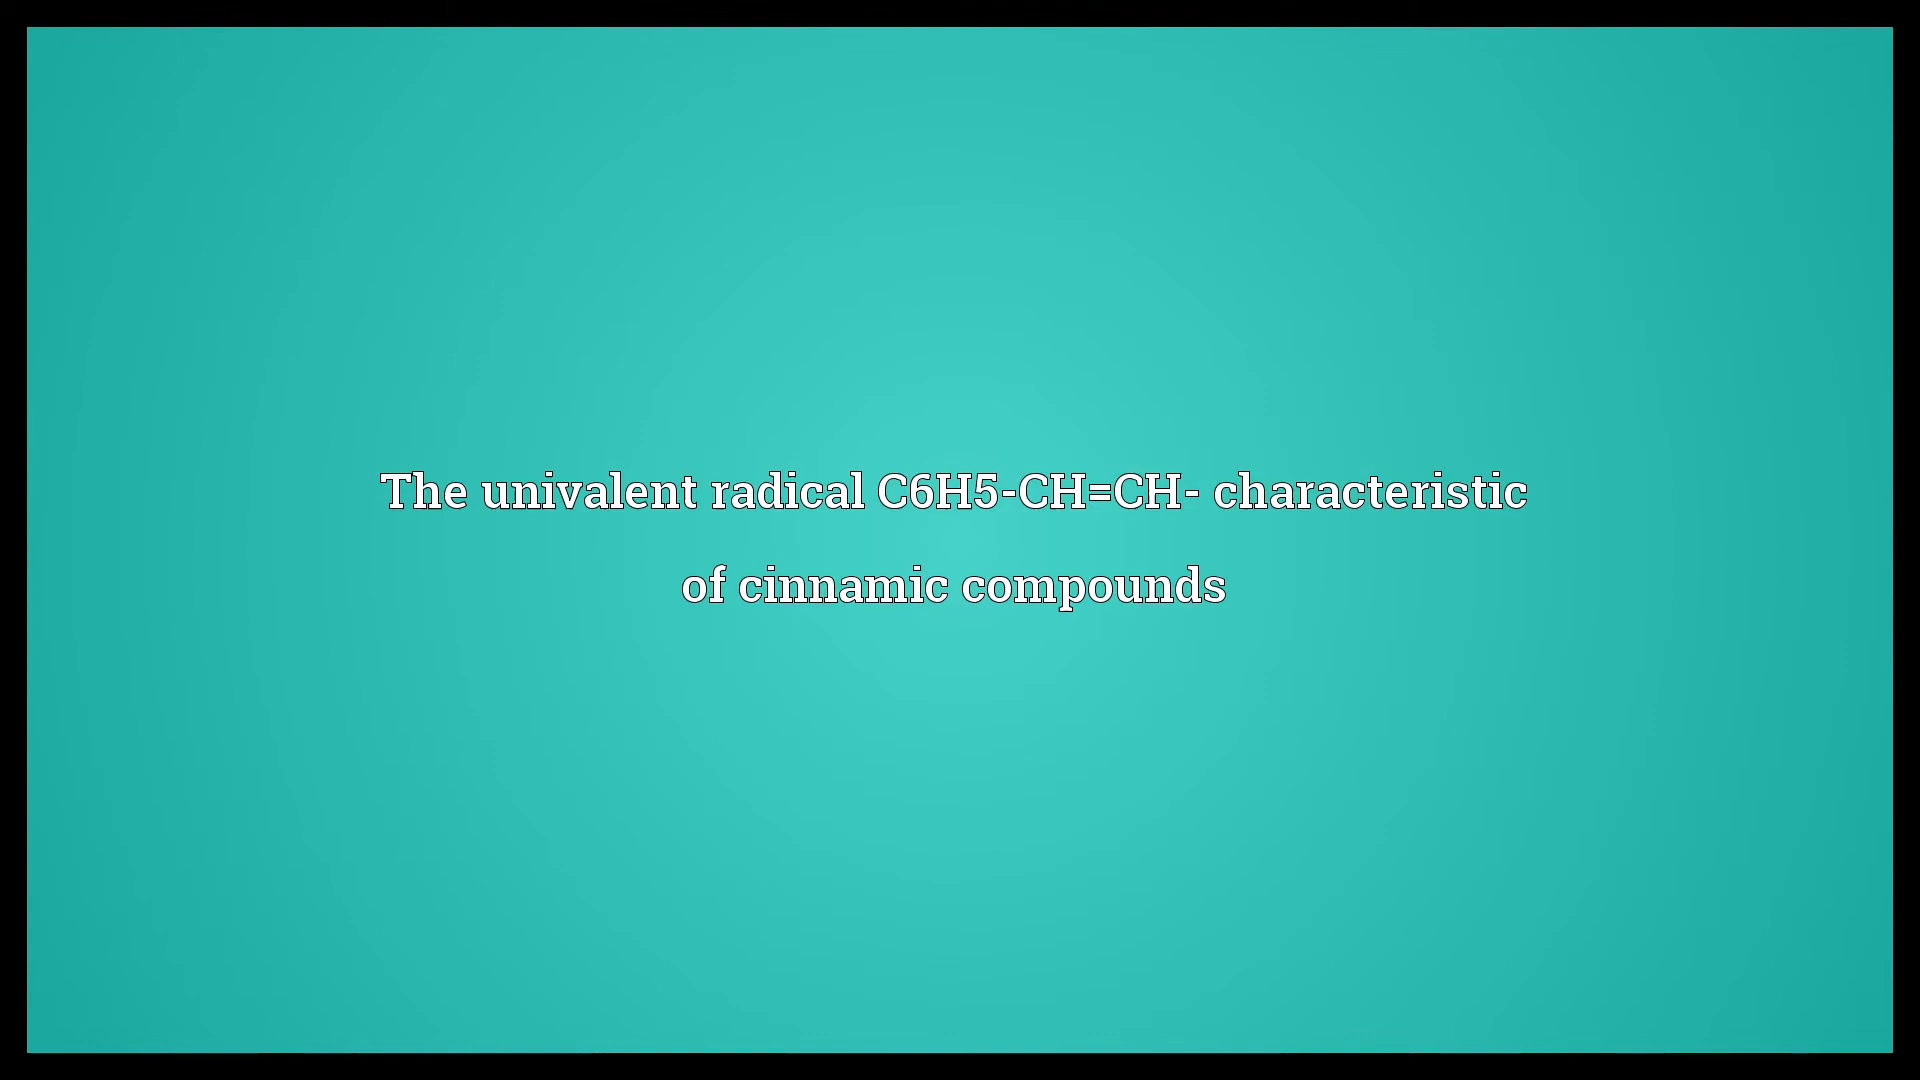 The univalent radical C6H5-CH=CH- characteristic
of cinnamic compounds